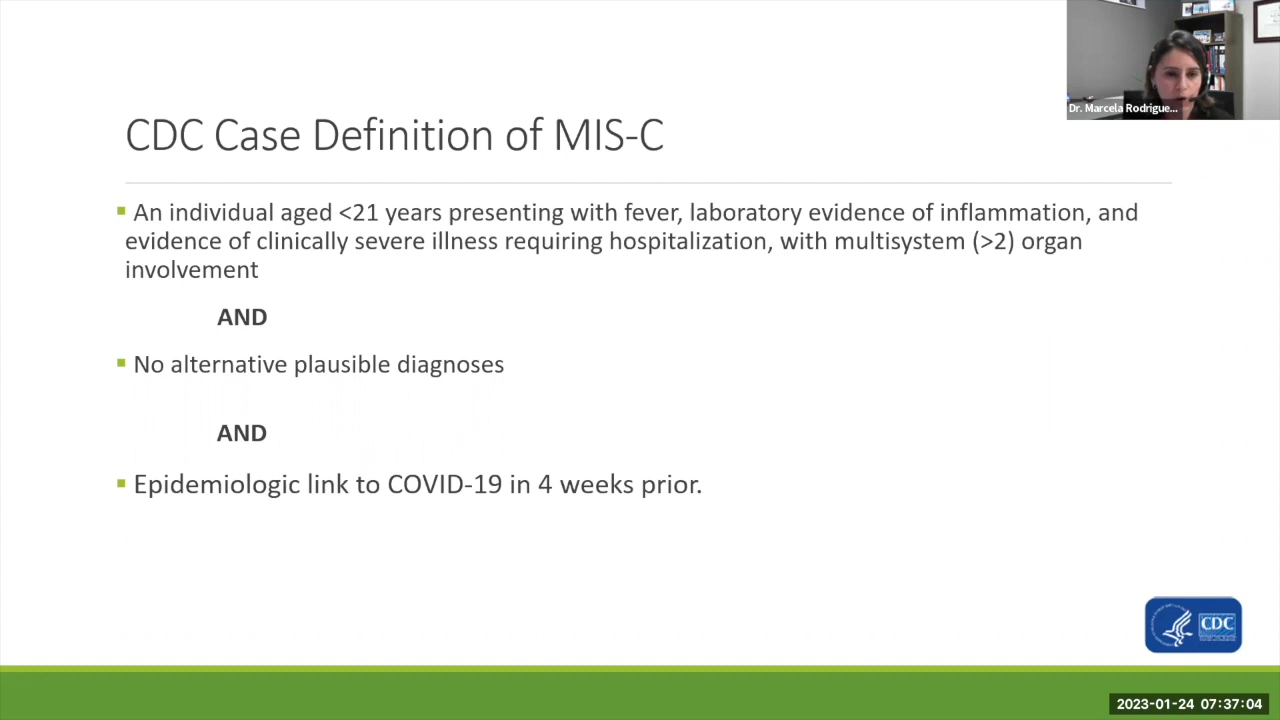 Dr. Marcela Rodrigue...
CDC Case Definition of MIS-C
An individual aged <21 years presenting with fever, laboratory evidence of inflammation, and
evidence of clinically severe illness requiring hospitalization, with multisystem (>2) organ
involvement
AND
No alternative plausible diagnoses
AND
Epidemiologic link to COVID-19 in 4 weeks prior.
CDC
2023-01-24 07:37:04